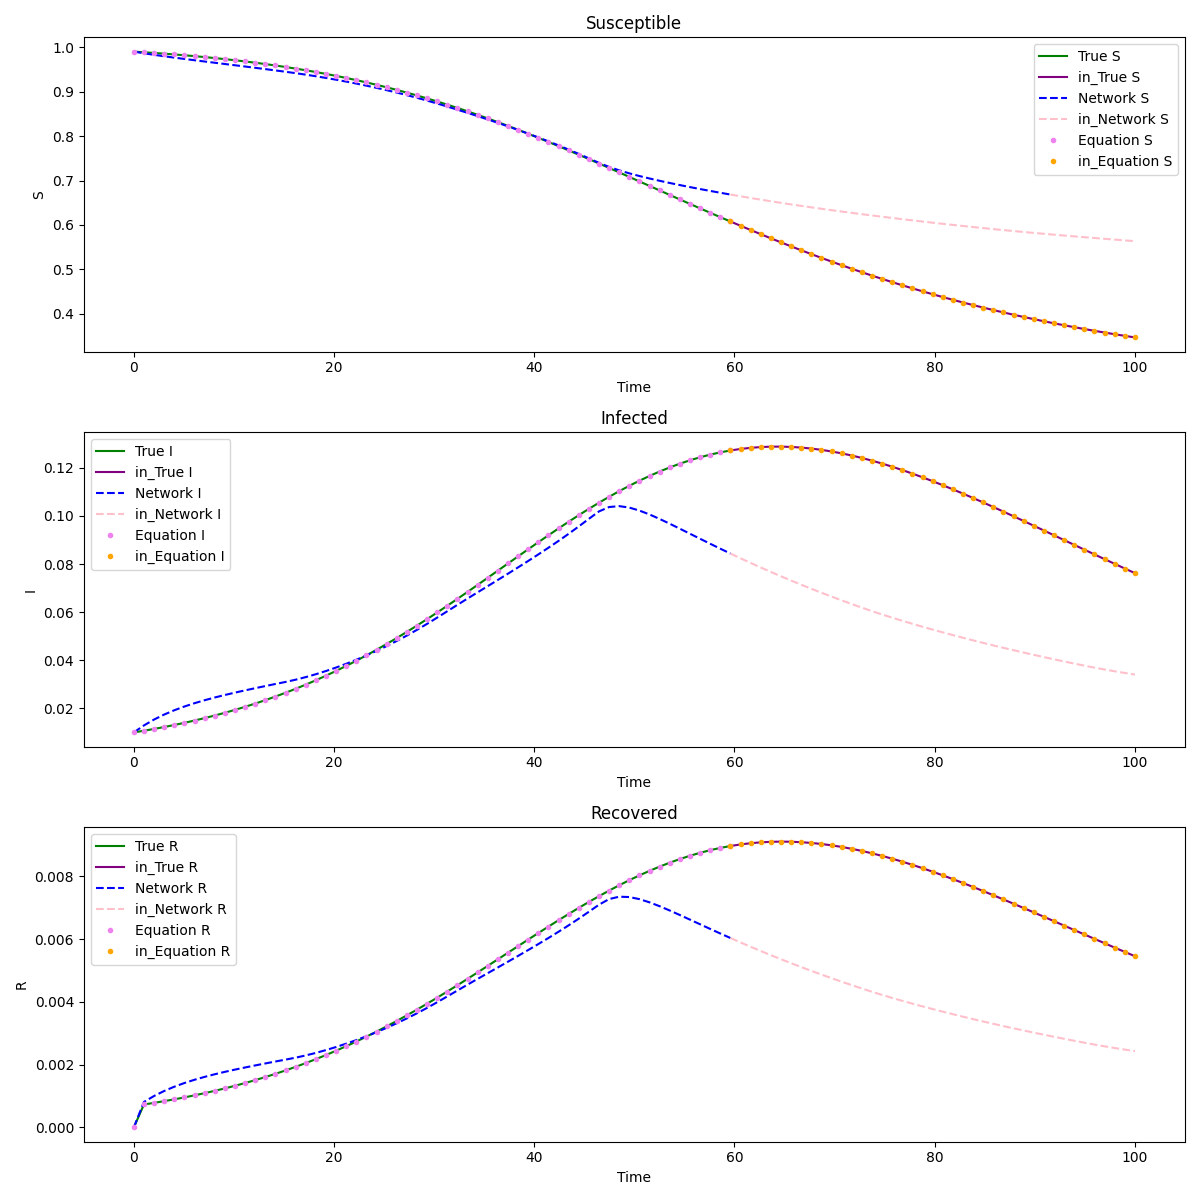 Susceptible
1.0
0.9
0.8
0.7
0.6
0.5
0.4
S
True S
in_True S
Network S
in_Network S
Equation S
in_Equation S
0 20 40 60 80 100
Time
Infected
0.12
0.10
0.08
0.06
0.04
0.02
I
True I
in_True I
Network I
in_Network I
Equation I
in_Equation I
0 20 40 60 80 100
Time
Recovered
0.008
0.006
0.004
0.002
0.000
R
True R
in_True R
Network R
in_Network R
Equation R
in_Equation R
0 20 40 60 80 100
Time